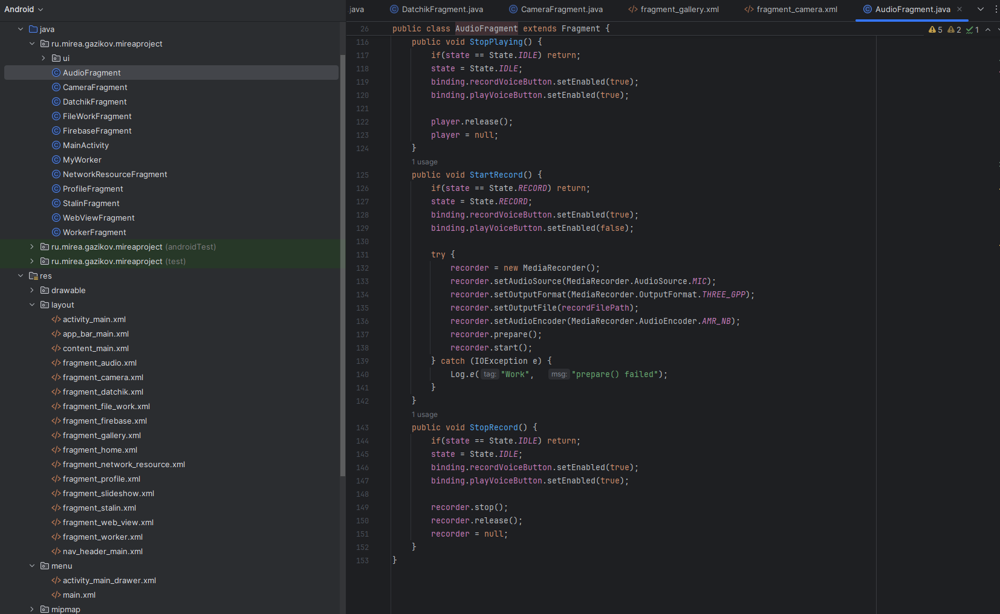 Android
java
ru.mirea.gazikov.mireaproject
ui
AudioFragment
CameraFragment
DatchikFragment
FileWorkFragment
FirebaseFragment
MainActivity
MyWorker
NetworkResourceFragment
ProfileFragment
StalinFragment
WebViewFragment
WorkerFragment
ru.mirea.gazikov.mireaproject (androidTest)
ru.mirea.gazikov.mireaproject (test)
res
drawable
layout
activity_main.xml
app_bar_main.xml
content_main.xml
fragment_audio.xml
fragment_camera.xml
fragment_datchik.xml
fragment_file_work.xml
fragment_firebase.xml
fragment_gallery.xml
fragment_home.xml
fragment_network_resource.xml
fragment_profile.xml
fragment_slideshow.xml
fragment_stalin.xml
fragment_web_view.xml
fragment_worker.xml
nav_header_main.xml
menu
activity_main_drawer.xml
main.xml
mipmap
.java DatchikFragment.java CameraFragment.java fragment_gallery.xml fragment_camera.xml AudioFragment.java
26 public class AudioFragment extends Fragment { 5 2 1
116 public void StopPlaying() {
117 if(state == State.IDLE) return;
118 state = State.IDLE;
119 binding.recordVoiceButton.setEnabled(true);
120 binding.playVoiceButton.setEnabled(true);
121
122 player.release();
123 player = null;
124 }
1 usage
125 public void StartRecord() {
126 if(state == State.RECORD) return;
127 state = State.RECORD;
128 binding.recordVoiceButton.setEnabled(true);
129 binding.playVoiceButton.setEnabled(false);
130
131 try {
132 recorder = new MediaRecorder();
133 recorder.setAudioSource(MediaRecorder.AudioSource.MIC);
134 recorder.setOutputFormat(MediaRecorder.OutputFormat.THREE_GPP);
135 recorder.setOutputFile(recordFilePath);
136 recorder.setAudioEncoder(MediaRecorder.AudioEncoder.AMR_NB);
137 recorder.prepare();
138 recorder.start();
139 } catch (IOException e) {
140 Log.e( tag: "Work", msg: "prepare() failed");
141 }
142 }
1 usage
143 public void StopRecord() {
144 if(state == State.IDLE) return;
145 state = State.IDLE;
146 binding.recordVoiceButton.setEnabled(true);
147 binding.playVoiceButton.setEnabled(true);
148
149 recorder.stop();
150 recorder.release();
151 recorder = null;
152 }
153 }